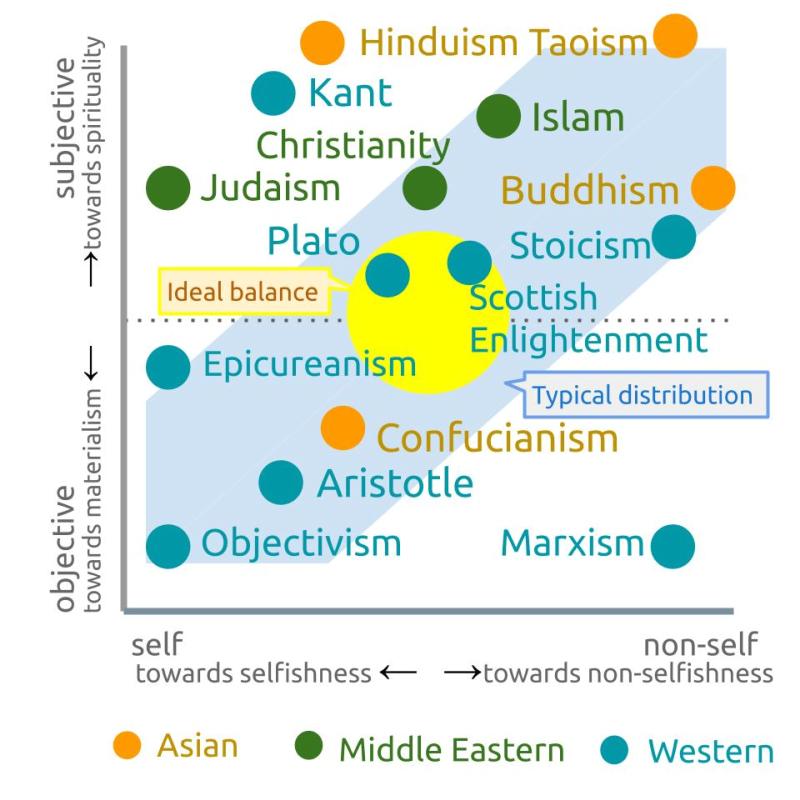 subjective
towards spirituality
Hinduism Taoism
Kant
Islam
Christianity
Judaism
Buddhism
Plato
Stoicism
Ideal balance
Scottish
Enlightenment
Epicureanism
Typical distribution
Confucianism
Aristotle
objective
towards materialism
Objectivism
Marxism
self
non-self
towards selfishness ← →towards non-selfishness
Asian
Middle Eastern
Western